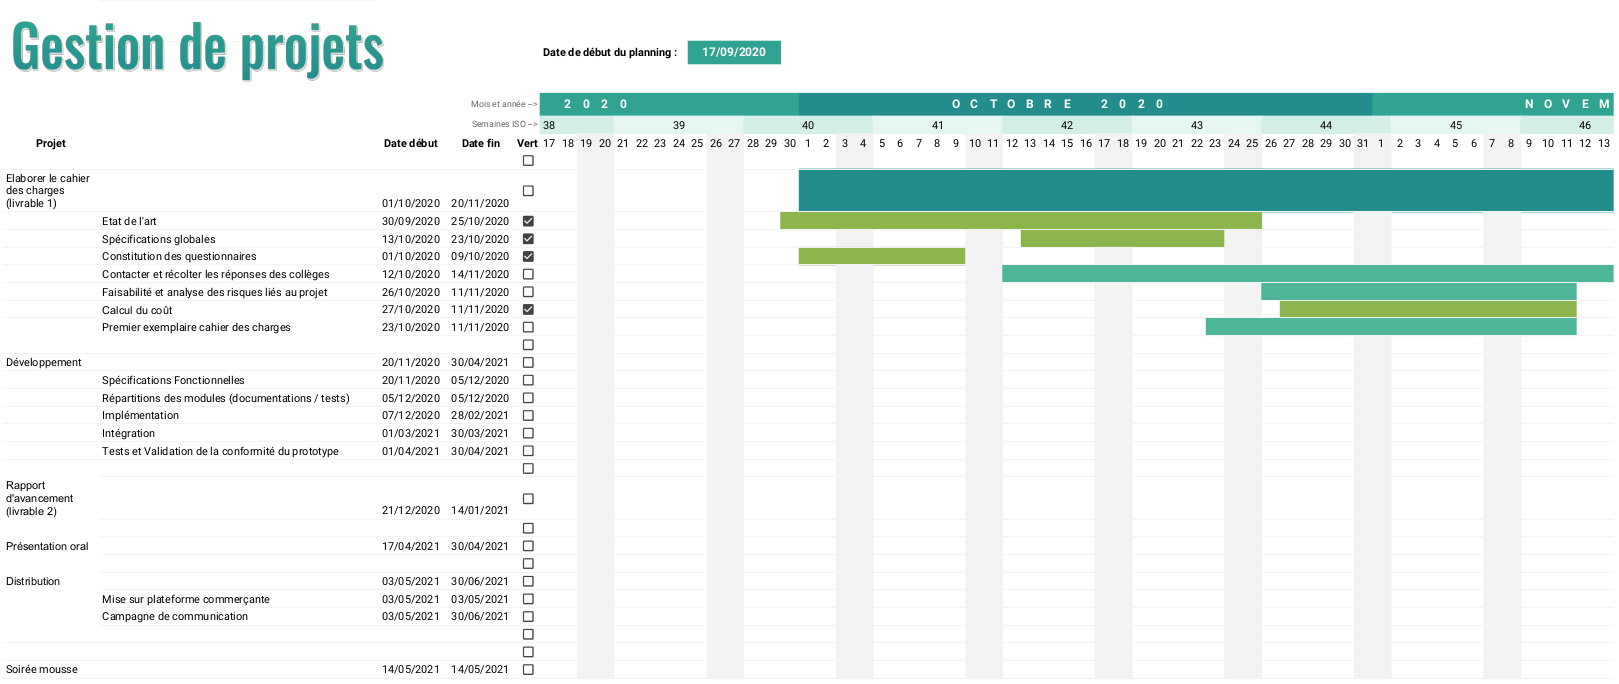 Gestion de projets
Date de début du planning : 17/09/2020
Mois et année --> 2020 OCTOBRE 2020 NOVEM
Semaines ISO --> 38 39 40 41 42 43 44 45 46
Projet Date début Date fin Vert 17 18 19 20 21 22 23 24 25 26 27 28 29 30 1 2 3 4 5 6 7 8 9 10 11 12 13 14 15 16 17 18 19 20 21 22 23 24 25 26 27 28 29 30 31 1 2 3 4 5 6 7 8 9 10 11 12 13
Elaborer le cahier
des charges
(livrable 1) 01/10/2020 20/11/2020
Etat de l'art 30/09/2020 25/10/2020
Spécifications globales 13/10/2020 23/10/2020
Constitution des questionnaires 01/10/2020 09/10/2020
Contacter et récolter les réponses des collèges 12/10/2020 14/11/2020
Faisabilité et analyse des risques liés au projet 26/10/2020 11/11/2020
Calcul du coût 27/10/2020 11/11/2020
Premier exemplaire cahier des charges 23/10/2020 11/11/2020
Développement 20/11/2020 30/04/2021
Spécifications Fonctionnelles 20/11/2020 05/12/2020
Répartitions des modules (documentations / tests) 05/12/2020 05/12/2020
Implémentation 07/12/2020 28/02/2021
Intégration 01/03/2021 30/03/2021
Tests et Validation de la conformité du prototype 01/04/2021 30/04/2021
Rapport
d'avancement
(livrable 2) 21/12/2020 14/01/2021
Présentation oral 17/04/2021 30/04/2021
Distribution 03/05/2021 30/06/2021
Mise sur plateforme commerçante 03/05/2021 03/05/2021
Campagne de communication 03/05/2021 30/06/2021
Soirée mousse 14/05/2021 14/05/2021